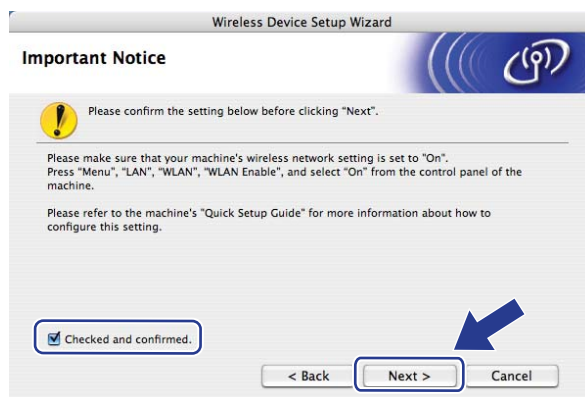 Wireless Device Setup Wizard
Important Notice
Please confirm the setting below before clicking "Next".
Please make sure that your machine's wireless network setting is set to "On".
Press "Menu", "LAN", "WLAN", "WLAN Enable", and select "On" from the control panel of the
machine.
Please refer to the machine's "Quick Setup Guide" for more information about how to
configure this setting.
Checked and confirmed.
< Back Next > Cancel